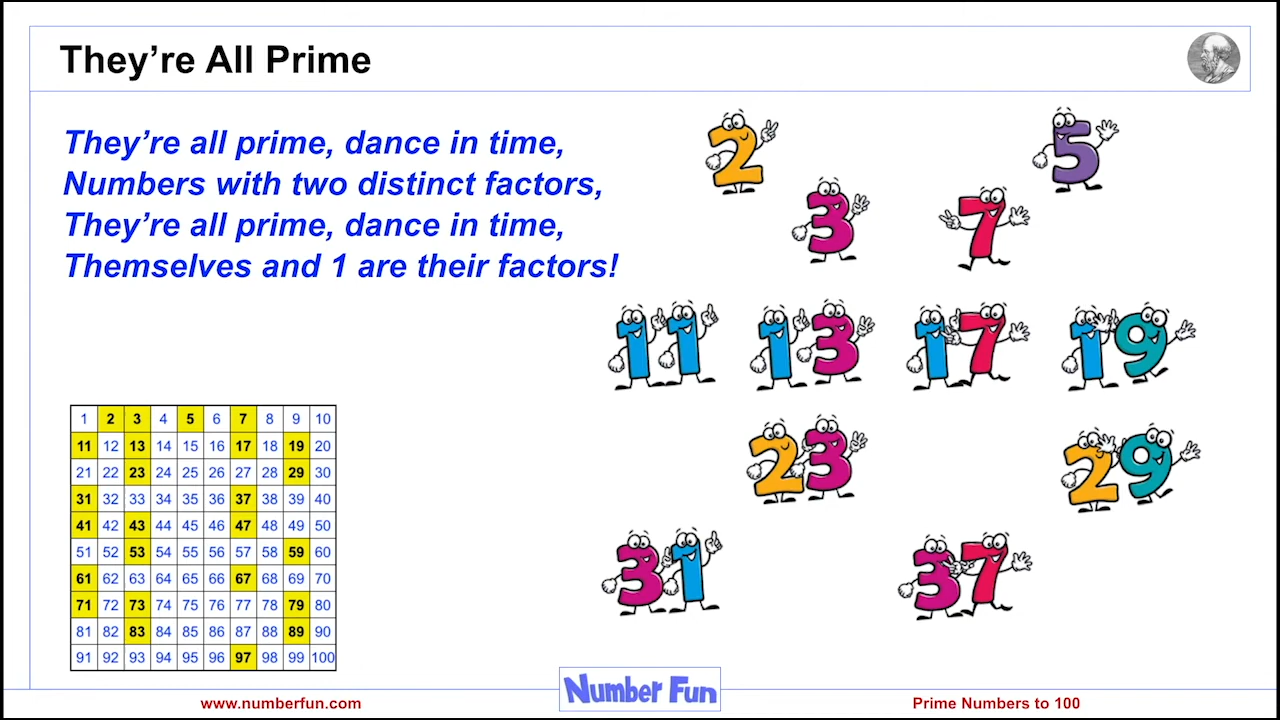 They're All Prime
They're all prime, dance in time,
Numbers with two distinct factors,
They're all prime, dance in time,
Themselves and 1 are their factors!
2 5
3 7
11 13 17 19
23 29
31 37
1 2 3 4 5 6 7 8 9 10
11 12 13 14 15 16 17 18 19 20
21 22 23 24 25 26 27 28 29 30
31 32 33 34 35 36 37 38 39 40
41 42 43 44 45 46 47 48 49 50
51 52 53 54 55 56 57 58 59 60
61 62 63 64 65 66 67 68 69 70
71 72 73 74 75 76 77 78 79 80
81 82 83 84 85 86 87 88 89 90
91 92 93 94 95 96 97 98 99 100
www.numberfun.com
Number Fun
Prime Numbers to 100